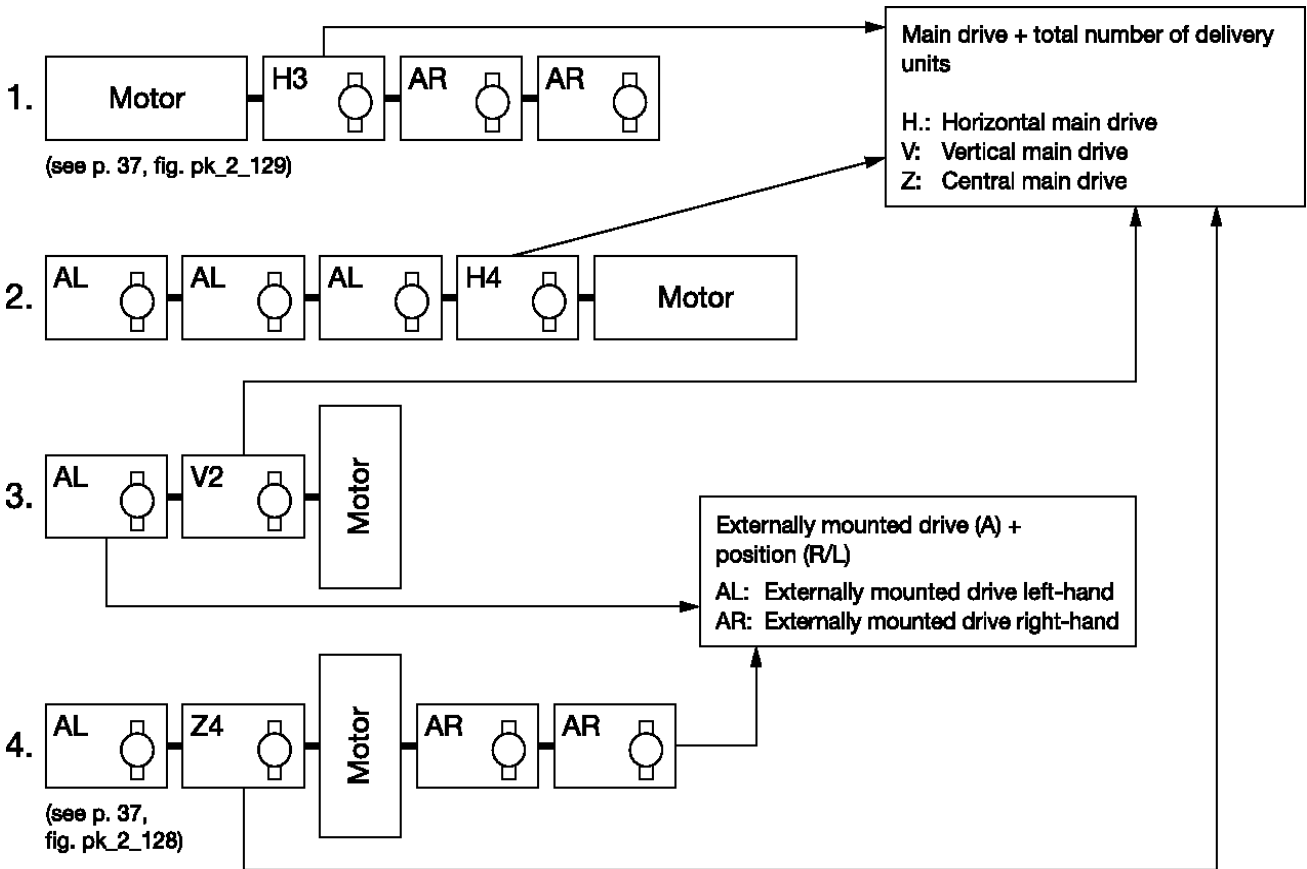 Main drive + total number of delivery
units
H.: Horizontal main drive
V: Vertical main drive
Z: Central main drive
1.
Motor
H3
AR
AR
(see p. 37, fig. pk_2_129)
2.
AL
AL
AL
H4
Motor
3.
AL
V2
Motor
Externally mounted drive (A) +
position (R/L)
AL: Externally mounted drive left-hand
AR: Externally mounted drive right-hand
4.
AL
Z4
Motor
AR
AR
(see p. 37,
fig. pk_2_128)